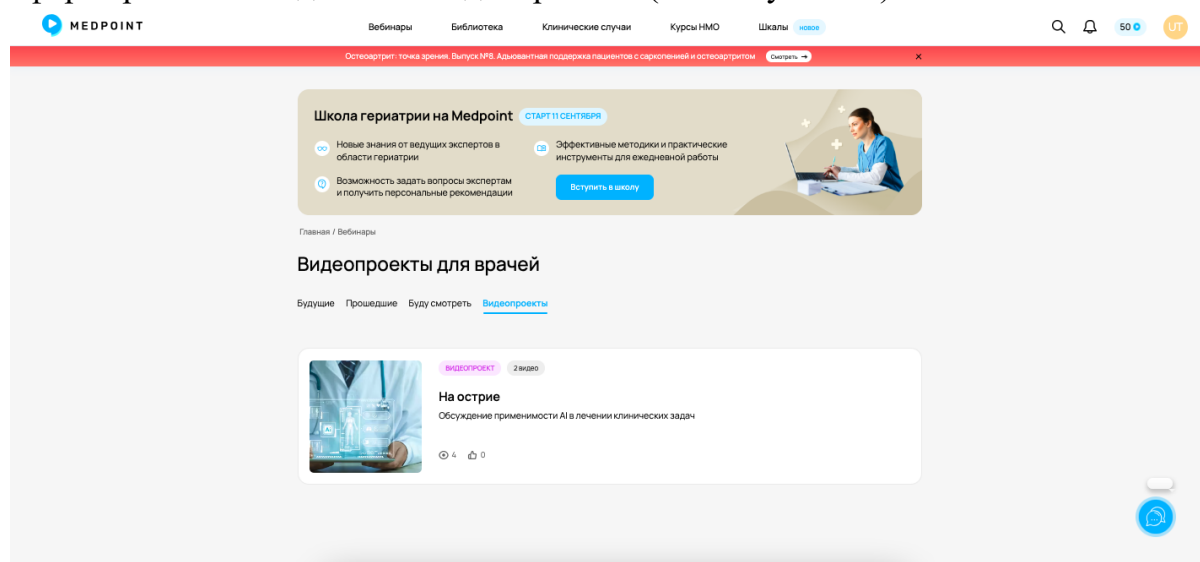 MEDPOINT
Вебинары Библиотека Клинические случаи Курсы НМО Шкалы новое 50 UT
Остеоартрит: точка зрения. Выпуск №8. Адъювантная поддержка пациентов с саркопенией и остеоартритом Смотреть →
Школа гериатрии на Medpoint СТАРТ 11 СЕНТЯБРЯ
Новые знания от ведущих экспертов в
области гериатрии
Эффективные методики и практические
инструменты для ежедневной работы
Возможность задать вопросы экспертам
и получить персональные рекомендации
Вступить в школу
Главная / Вебинары
Видеопроекты для врачей
Будущие Прошедшие Буду смотреть Видеопроекты
ВИДЕОПРОЕКТ 2 видео
На острие
Обсуждение применимости AI в лечении клинических задач
AI
4 0